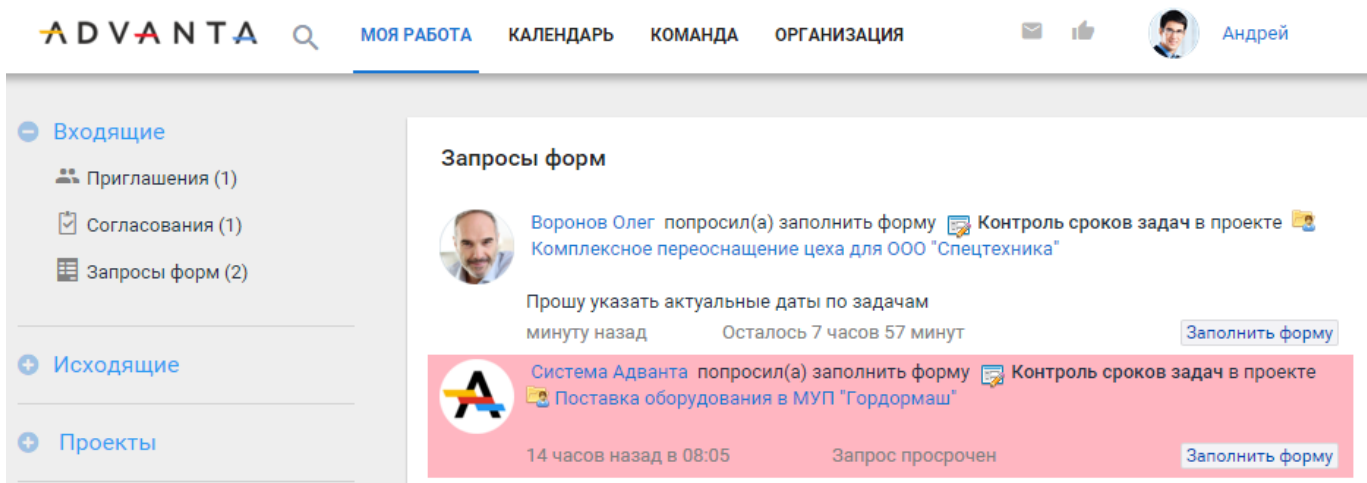 ADVANTA МОЯ РАБОТА КАЛЕНДАРЬ КОМАНДА ОРГАНИЗАЦИЯ Андрей
Входящие
Приглашения (1)
Согласования (1)
Запросы форм (2)
Исходящие
Проекты
Запросы форм
Воронов Олег попросил(а) заполнить форму Контроль сроков задач в проекте
Комплексное переоснащение цеха для ООО "Спецтехника"
Прошу указать актуальные даты по задачам
минуту назад Осталось 7 часов 57 минут Заполнить форму
Система Адванта попросил(а) заполнить форму Контроль сроков задач в проекте
Поставка оборудования в МУП "Гордормаш"
14 часов назад в 08:05 Запрос просрочен Заполнить форму